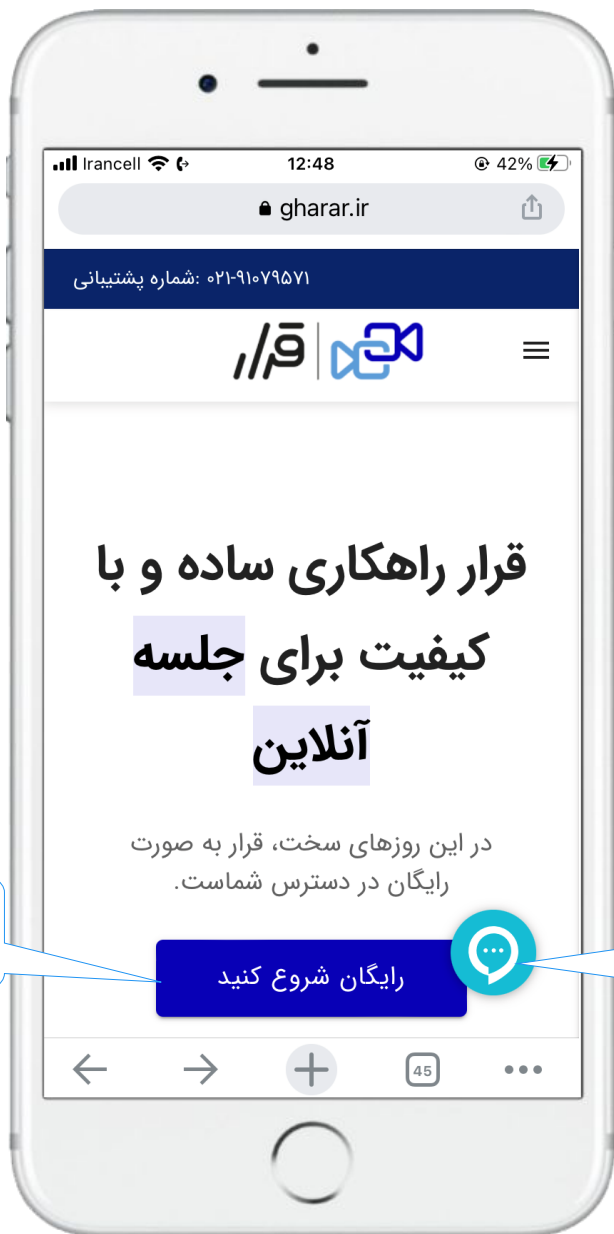 Irancell 12:48 42%
gharar.ir
۰۲۱-۹۱۰۷۹۵۷۱ :شماره پشتیبانی
قرار
قرار راهکاری ساده و با
کیفیت برای جلسه
آنلاین
در این روزهای سخت، قرار به صورت
رایگان در دسترس شماست.
رایگان شروع کنید
45